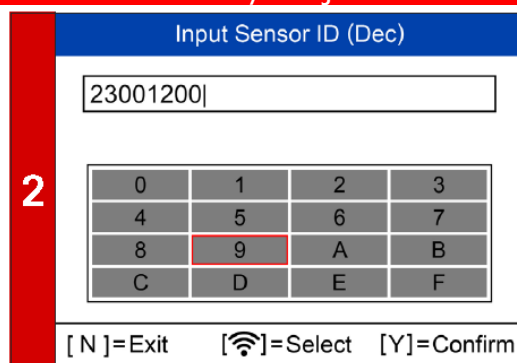 Input Sensor ID (Dec)
23001200
2
0 1 2 3
4 5 6 7
8 9 A B
C D E F
[ N ]=Exit [ ]=Select [Y]=Confirm